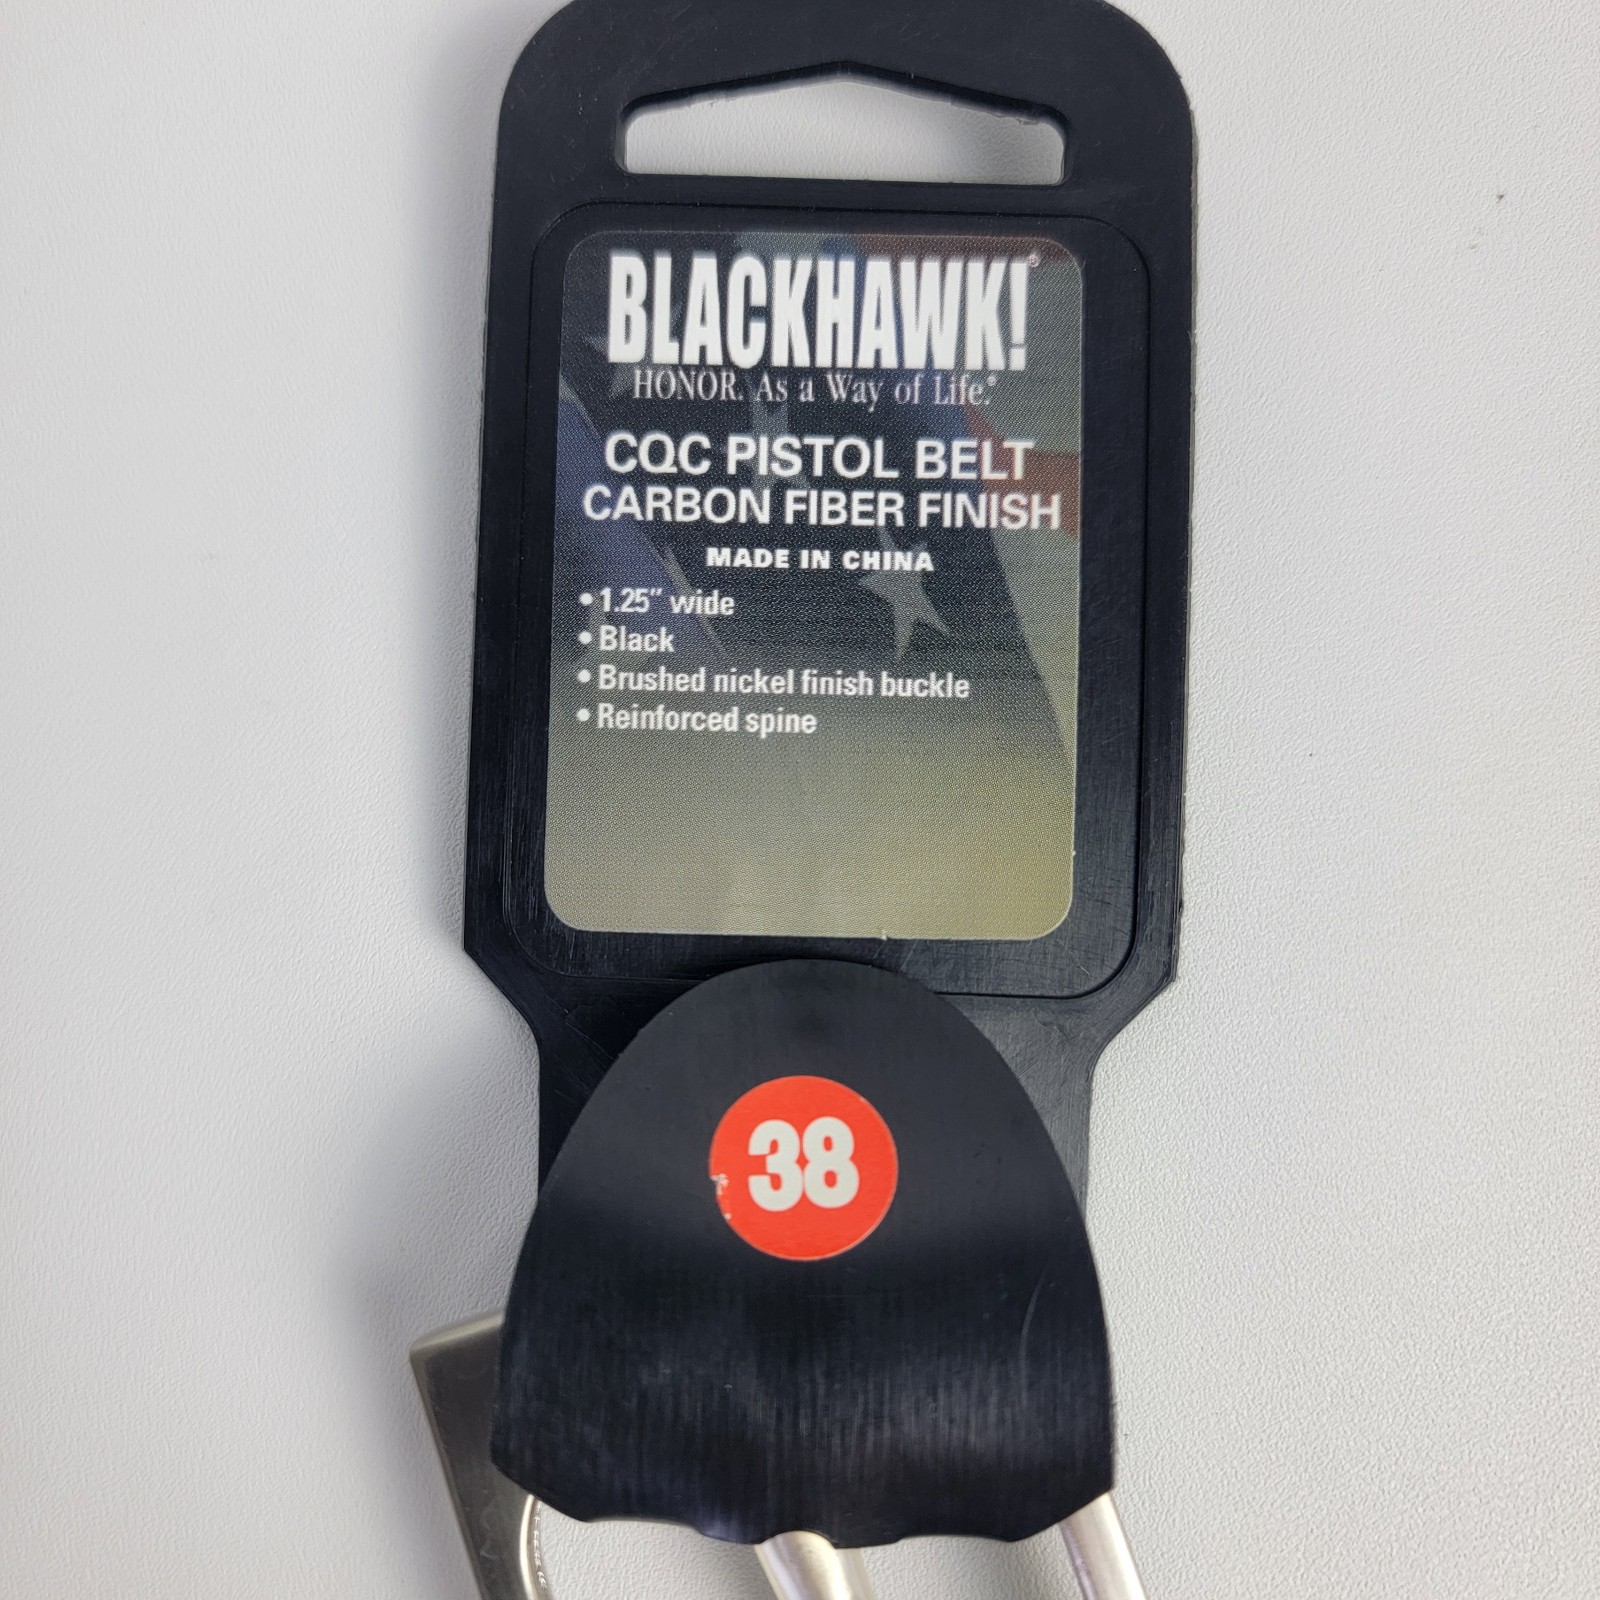 BLACKHAWK!®
HONOR. As a Way of Life.®
CQC PISTOL BELT
CARBON FIBER FINISH
MADE IN CHINA
• 1.25" wide
• Black
• Brushed nickel finish buckle
• Reinforced spine
38